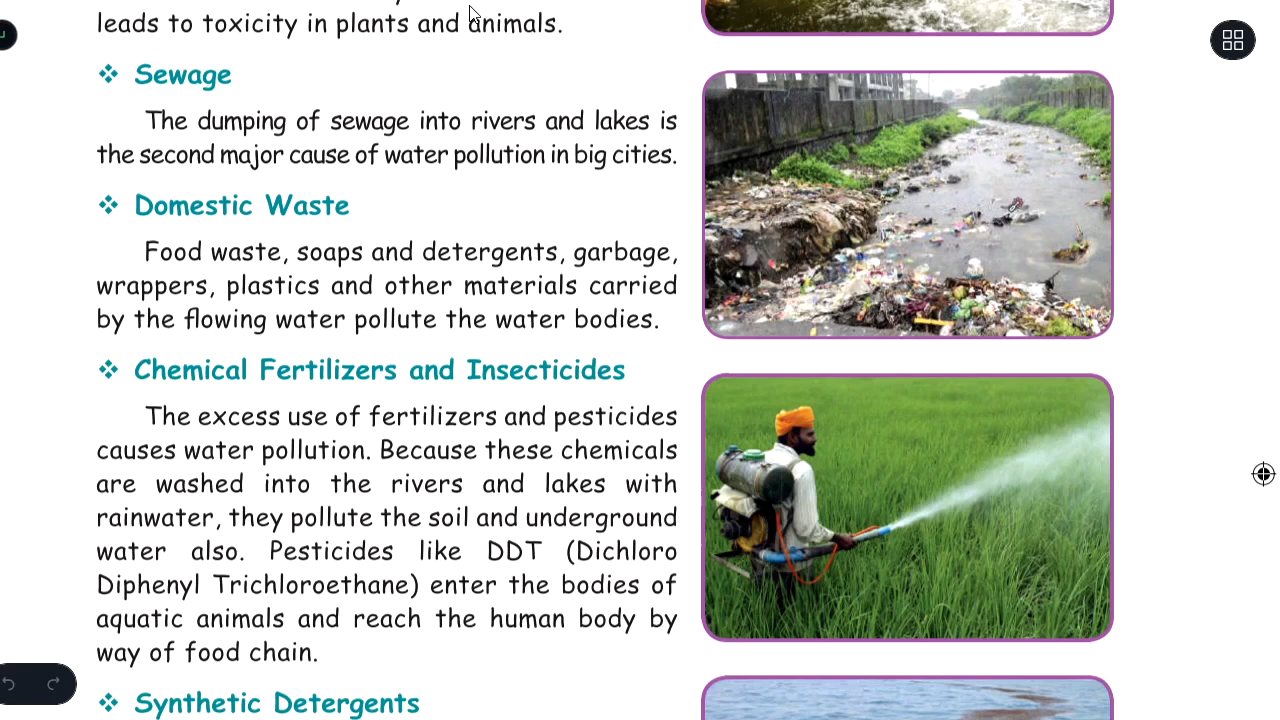 leads to toxicity in plants and animals.
❖ Sewage
The dumping of sewage into rivers and lakes is
the second major cause of water pollution in big cities.
❖ Domestic Waste
Food waste, soaps and detergents, garbage,
wrappers, plastics and other materials carried
by the flowing water pollute the water bodies.
❖ Chemical Fertilizers and Insecticides
The excess use of fertilizers and pesticides
causes water pollution. Because these chemicals
are washed into the rivers and lakes with
rainwater, they pollute the soil and underground
water also. Pesticides like DDT (Dichloro
Diphenyl Trichloroethane) enter the bodies of
aquatic animals and reach the human body by
way of food chain.
❖ Synthetic Detergents